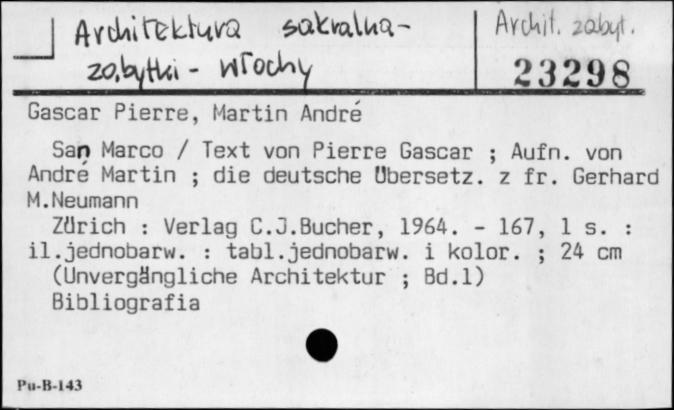 Architektura sakralna-
Archit. zabyt.
zabytki - Włochy
23298
Gascar Pierre, Martin André
San Marco / Text von Pierre Gascar ; Aufn. von
André Martin ; die deutsche Übersetz. z fr. Gerhard
M.Neumann
Zürich : Verlag C.J.Bucher, 1964. - 167, 1 s. :
il.jednobarw. : tabl.jednobarw. i kolor. ; 24 cm
(Unvergängliche Architektur ; Bd.1)
Bibliografia
Pu-B-143